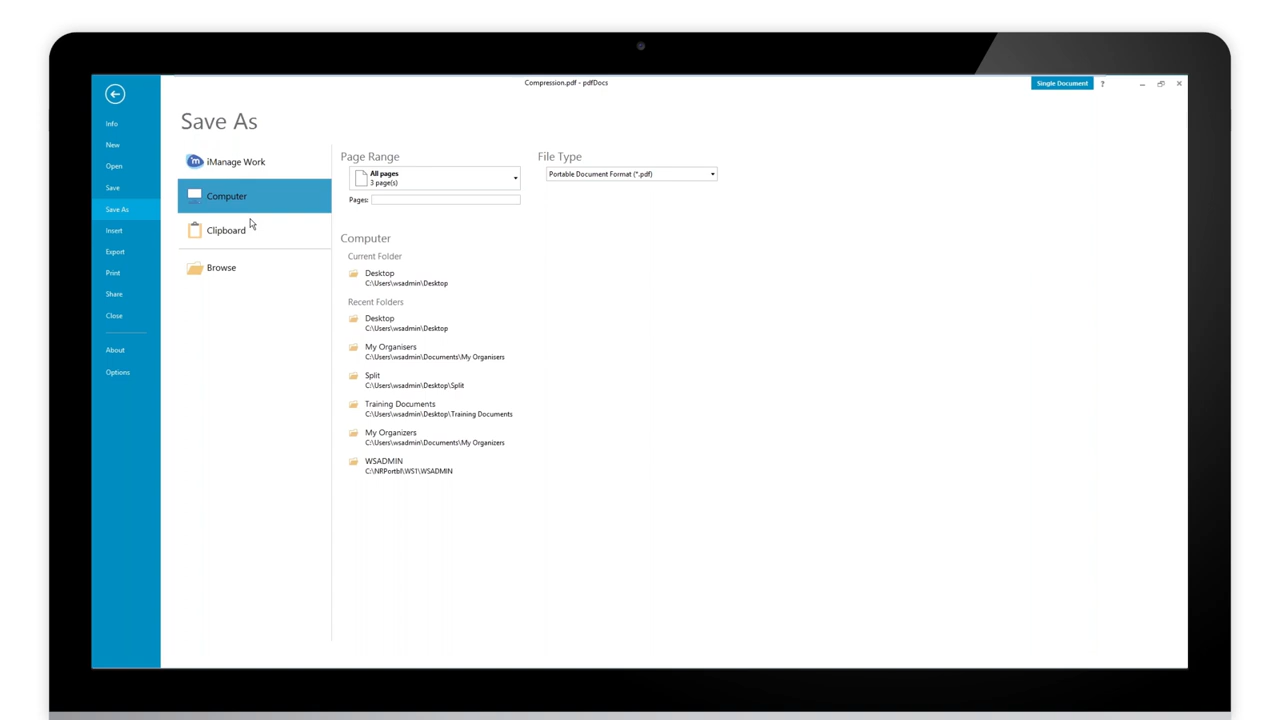 Compression.pdf - pdfDocs
Single Document
?
Info
New
Open
Save
Save As
Insert
Export
Print
Share
Close
About
Options
Save As
m iManage Work
Computer
Clipboard
Browse
Page Range
All pages
3 page(s)
Pages:
File Type
Portable Document Format (*.pdf)
Computer
Current Folder
Desktop
C:\Users\wsadmin\Desktop
Recent Folders
Desktop
C:\Users\wsadmin\Desktop
My Organisers
C:\Users\wsadmin\Documents\My Organisers
Split
C:\Users\wsadmin\Desktop\Split
Training Documents
C:\Users\wsadmin\Desktop\Training Documents
My Organizers
C:\Users\wsadmin\Documents\My Organizers
WSADMIN
C:\NRPortbl\WS1\WSADMIN